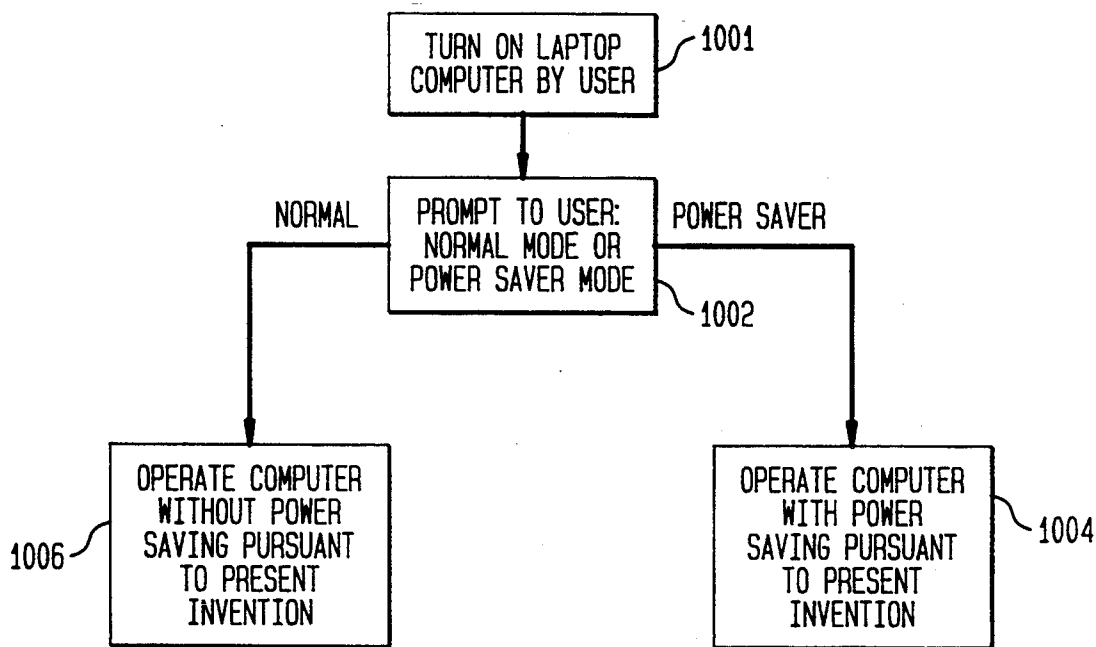 TURN ON LAPTOP
COMPUTER BY USER
1001
NORMAL
PROMPT TO USER:
NORMAL MODE OR
POWER SAVER MODE
POWER SAVER
1002
OPERATE COMPUTER
WITHOUT POWER
SAVING PURSUANT
TO PRESENT
INVENTION
1006
OPERATE COMPUTER
WITH POWER
SAVING PURSUANT
TO PRESENT
INVENTION
1004